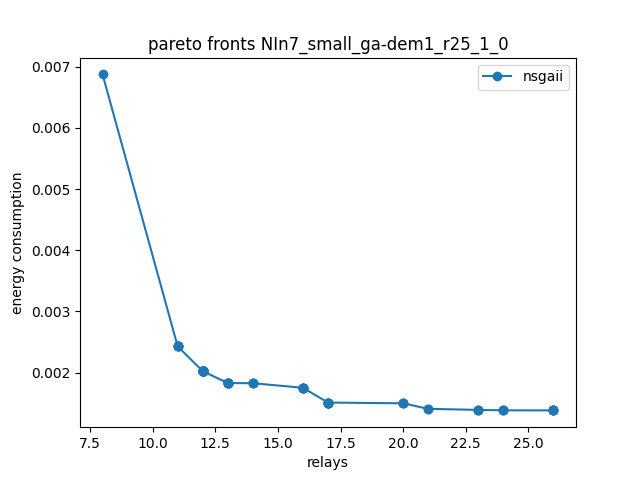 pareto fronts NIn7_small_ga-dem1_r25_1_0
nsgaii
0.007
0.006
0.005
0.004
0.003
0.002
energy consumption
7.5 10.0 12.5 15.0 17.5 20.0 22.5 25.0
relays